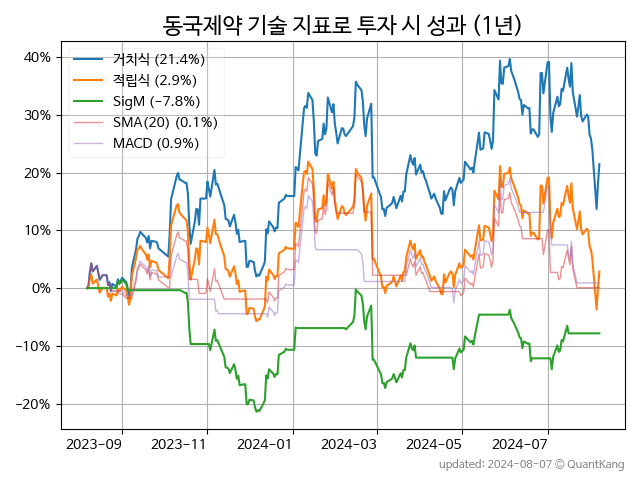 동국제약 기술 지표로 투자 시 성과 (1년)
거치식 (21.4%)
적립식 (2.9%)
SigM (−7.8%)
SMA(20) (0.1%)
MACD (0.9%)
40%
30%
20%
10%
0%
−10%
−20%
2023-09
2023-11
2024-01
2024-03
2024-05
2024-07
updated: 2024-08-07 © QuantKang